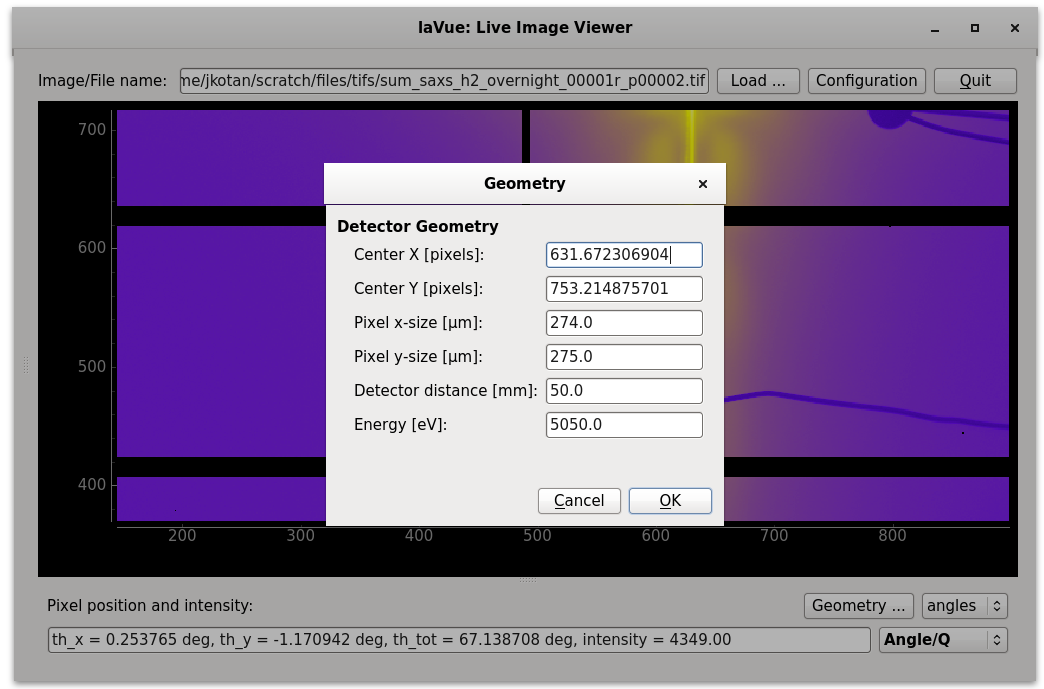 laVue: Live Image Viewer
Image/File name: me/jkotan/scratch/files/tifs/sum_saxs_h2_overnight_00001r_p00002.tif Load ... Configuration Quit
700
600
500
400
200 300 400 500 600 700 800
Geometry
Detector Geometry
Center X [pixels]: 631.672306904
Center Y [pixels]: 753.214875701
Pixel x-size [μm]: 274.0
Pixel y-size [μm]: 275.0
Detector distance [mm]: 50.0
Energy [eV]: 5050.0
Cancel OK
Pixel position and intensity: Geometry ... angles
th_x = 0.253765 deg, th_y = -1.170942 deg, th_tot = 67.138708 deg, intensity = 4349.00 Angle/Q